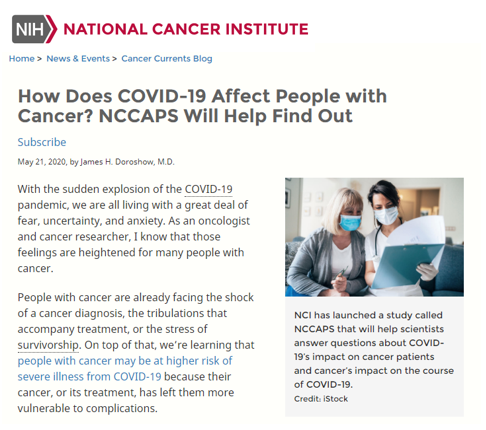 NIH NATIONAL CANCER INSTITUTE
Home > News & Events > Cancer Currents Blog
How Does COVID-19 Affect People with
Cancer? NCCAPS Will Help Find Out
Subscribe
May 21, 2020, by James H. Doroshow, M.D.
With the sudden explosion of the COVID-19
pandemic, we are all living with a great deal of
fear, uncertainty, and anxiety. As an oncologist
and cancer researcher, I know that those
feelings are heightened for many people with
cancer.
People with cancer are already facing the shock
of a cancer diagnosis, the tribulations that
accompany treatment, or the stress of
survivorship. On top of that, we're learning that
people with cancer may be at higher risk of
severe illness from COVID-19 because their
cancer, or its treatment, has left them more
vulnerable to complications.
NCI has launched a study called
NCCAPS that will help scientists
answer questions about COVID-
19's impact on cancer patients
and cancer's impact on the course
of COVID-19.
Credit: iStock